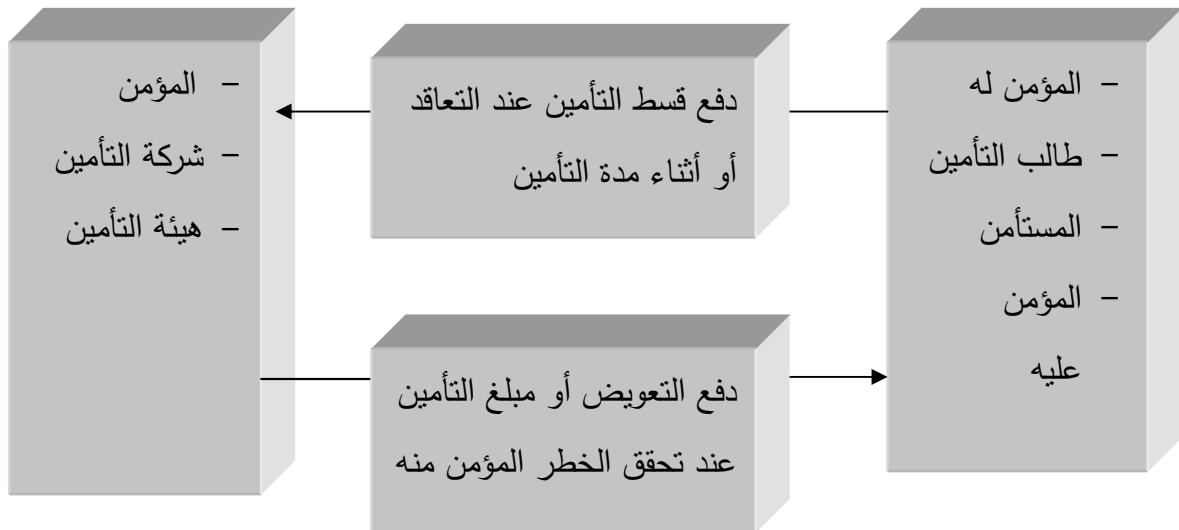 – المؤمن له
– طالب التأمين
– المستأمن
– المؤمن
عليه
دفع قسط التأمين عند التعاقد
أو أثناء مدة التأمين
– المؤمن
– شركة التأمين
– هيئة التأمين
دفع التعويض أو مبلغ التأمين
عند تحقق الخطر المؤمن منه